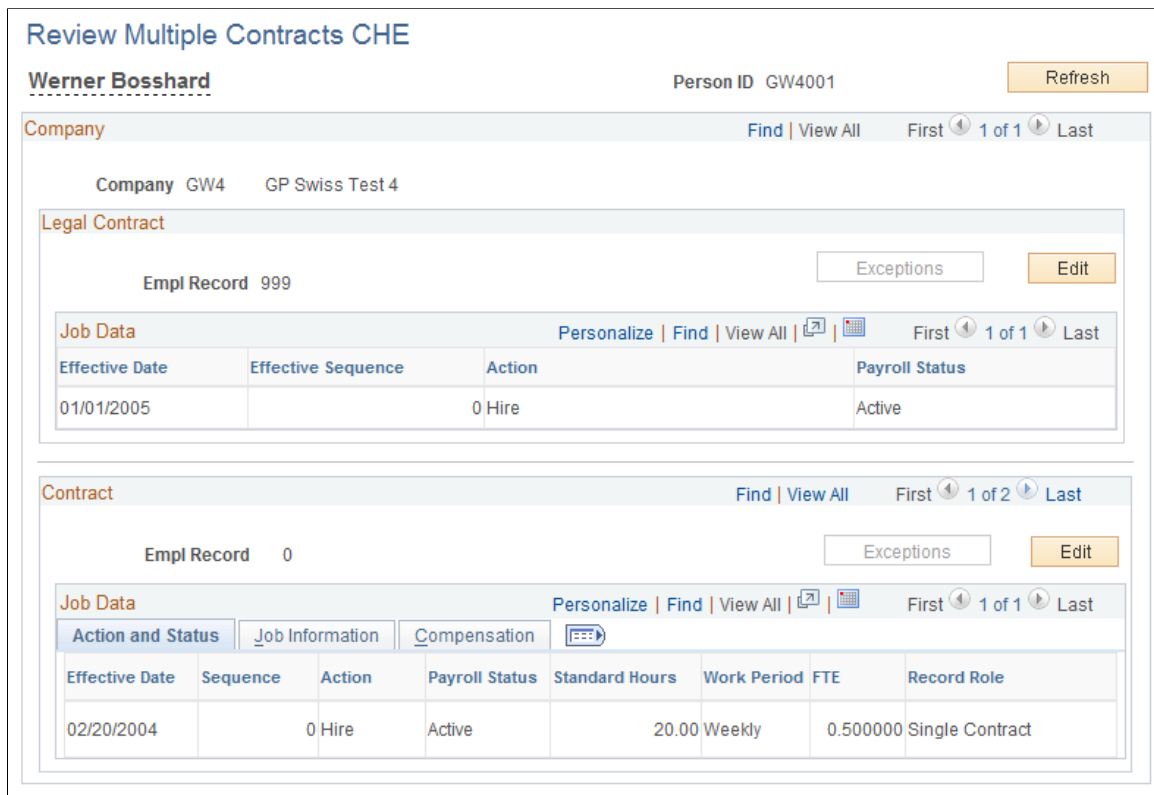 Review Multiple Contracts CHE
Werner Bosshard Person ID GW4001 Refresh
Company Find | View All First 1 of 1 Last
Company GW4 GP Swiss Test 4
Legal Contract
Exceptions Edit
Empl Record 999
Job Data Personalize | Find | View All | | First 1 of 1 Last
Effective Date Effective Sequence Action Payroll Status
01/01/2005 0 Hire Active
Contract Find | View All First 1 of 2 Last
Empl Record 0 Exceptions Edit
Job Data Personalize | Find | View All | | First 1 of 1 Last
Action and Status Job Information Compensation
Effective Date Sequence Action Payroll Status Standard Hours Work Period FTE Record Role
02/20/2004 0 Hire Active 20.00 Weekly 0.500000 Single Contract